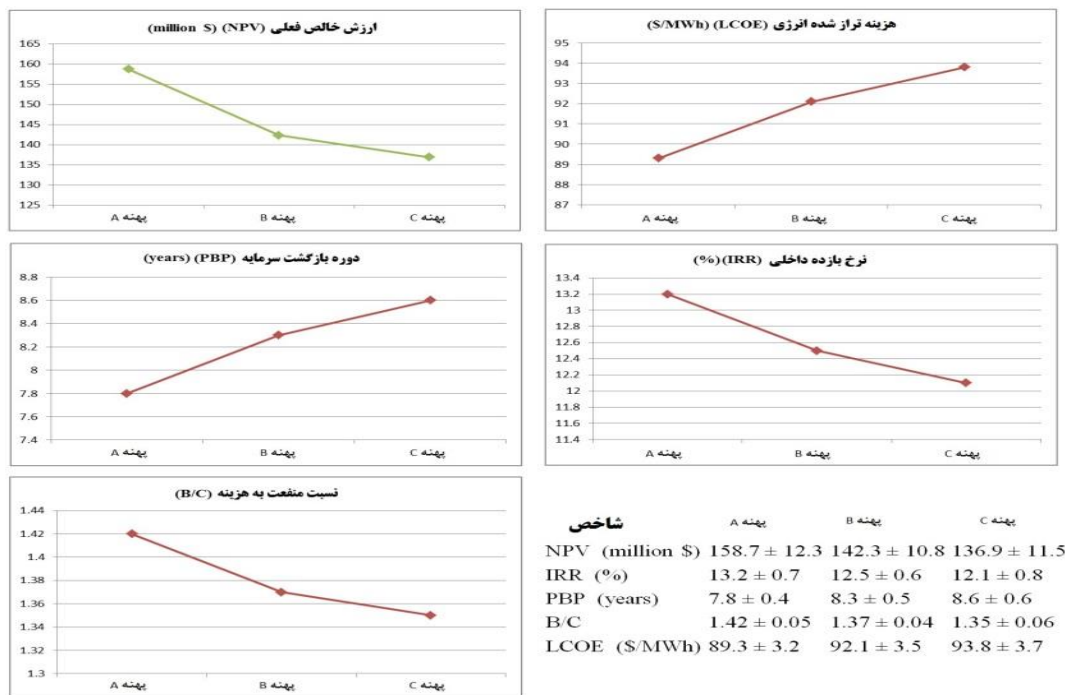 ارزش خالص فعلی (NPV) (million $)
165
160
155
150
145
140
135
130
125
پهنه A
پهنه B
پهنه C
هزینه تراز شده انرژی (LCOE) ($/MWh)
95
94
93
92
91
90
89
88
87
پهنه A
پهنه B
پهنه C
دوره بازگشت سرمایه (PBP) (years)
8.8
8.6
8.4
8.2
8
7.8
7.6
7.4
پهنه A
پهنه B
پهنه C
نرخ بازده داخلی (IRR) (%)
13.4
13.2
13
12.8
12.6
12.4
12.2
12
11.8
11.6
11.4
پهنه A
پهنه B
پهنه C
نسبت منفعت به هزینه (B/C)
1.44
1.42
1.4
1.38
1.36
1.34
1.32
1.3
پهنه A
پهنه B
پهنه C
شاخص پهنه A پهنه B پهنه C
NPV (million $) 158.7 ± 12.3 142.3 ± 10.8 136.9 ± 11.5
IRR (%) 13.2 ± 0.7 12.5 ± 0.6 12.1 ± 0.8
PBP (years) 7.8 ± 0.4 8.3 ± 0.5 8.6 ± 0.6
B/C 1.42 ± 0.05 1.37 ± 0.04 1.35 ± 0.06
LCOE ($/MWh) 89.3 ± 3.2 92.1 ± 3.5 93.8 ± 3.7